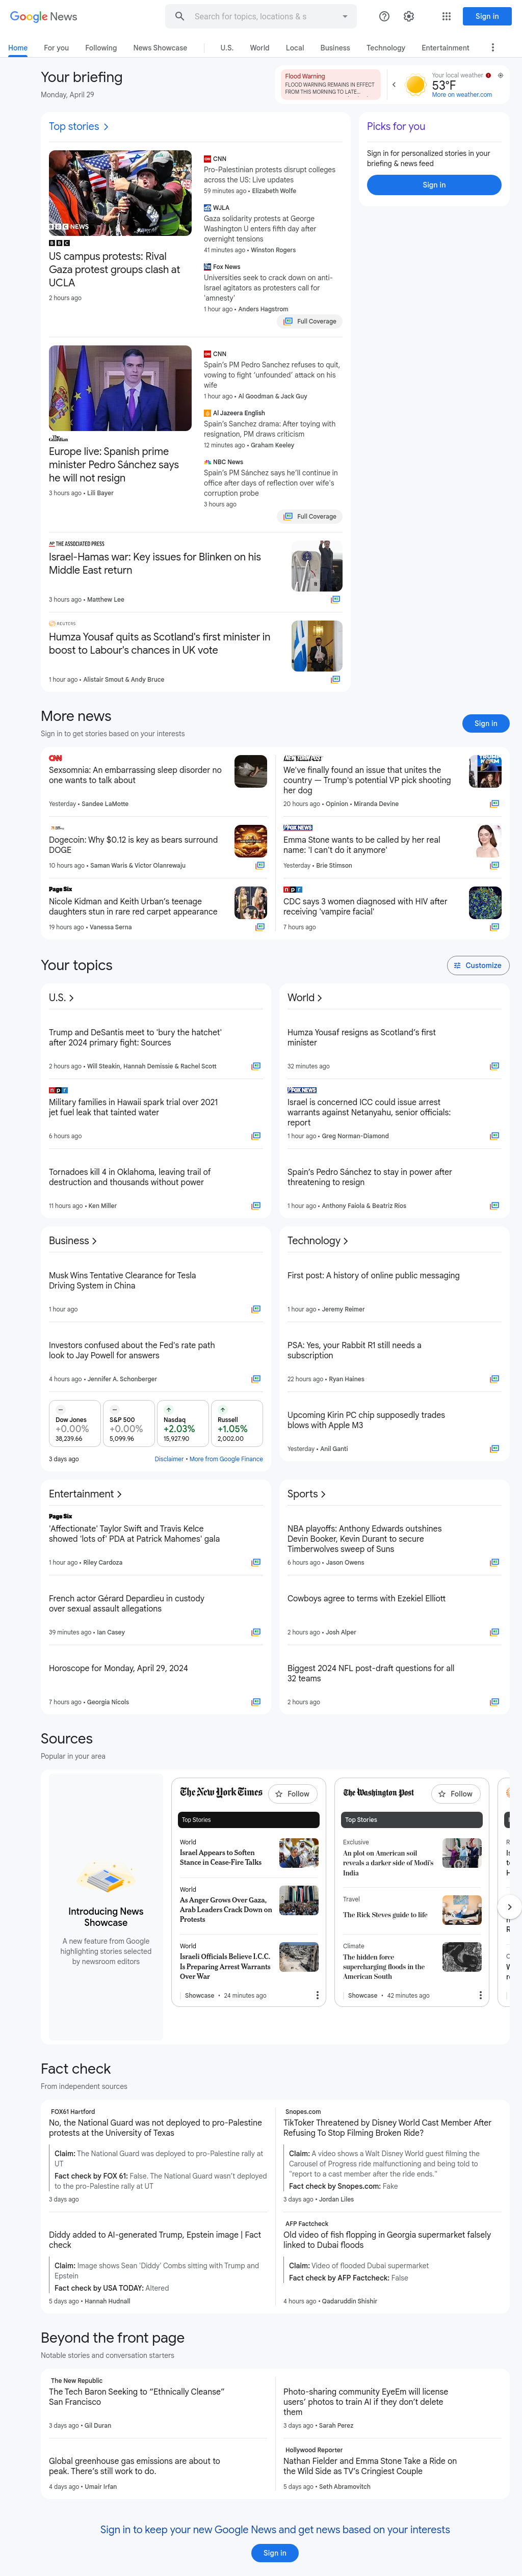 Google News
Search for topics, locations & s
Sign in
Home
For you
Following
News Showcase
U.S.
World
Local
Business
Technology
Entertainment
Your briefing
Monday, April 29
Flood Warning
FLOOD WARNING REMAINS IN EFFECT
FROM THIS MORNING TO LATE...
Your local weather
53°F
More on weather.com
Top stories
Picks for you
Sign in for personalized stories in your
briefing & news feed
Sign in
BBC NEWS
BBC
US campus protests: Rival
Gaza protest groups clash at
UCLA
2 hours ago
CNN
Pro-Palestinian protests disrupt colleges
across the US: Live updates
59 minutes ago • Elizabeth Wolfe
WJLA
Gaza solidarity protests at George
Washington U enters fifth day after
overnight tensions
41 minutes ago • Winston Rogers
Fox News
Universities seek to crack down on anti-
Israel agitators as protesters call for
'amnesty'
1 hour ago • Anders Hagstrom
Full Coverage
The Guardian
Europe live: Spanish prime
minister Pedro Sánchez says
he will not resign
3 hours ago • Lili Bayer
CNN
Spain's PM Pedro Sanchez refuses to quit,
vowing to fight 'unfounded' attack on his
wife
1 hour ago • Al Goodman & Jack Guy
Al Jazeera English
Spain's Sanchez drama: After toying with
resignation, PM draws criticism
12 minutes ago • Graham Keeley
NBC News
Spain's PM Sánchez says he'll continue in
office after days of reflection over wife's
corruption probe
3 hours ago
Full Coverage
AP THE ASSOCIATED PRESS
Israel-Hamas war: Key issues for Blinken on his
Middle East return
3 hours ago • Matthew Lee
REUTERS
Humza Yousaf quits as Scotland's first minister in
boost to Labour's chances in UK vote
1 hour ago • Alistair Smout & Andy Bruce
More news
Sign in to get stories based on your interests
Sign in
CNN
Sexsomnia: An embarrassing sleep disorder no
one wants to talk about
Yesterday • Sandee LaMotte
NEW YORK POST
We've finally found an issue that unites the
country — Trump's potential VP pick shooting
her dog
20 hours ago • Opinion • Miranda Devine
Dogecoin: Why $0.12 is key as bears surround
DOGE
10 hours ago • Saman Waris & Victor Olanrewaju
FOX NEWS
Emma Stone wants to be called by her real
name: 'I can't do it anymore'
Yesterday • Brie Stimson
Page Six
Nicole Kidman and Keith Urban's teenage
daughters stun in rare red carpet appearance
19 hours ago • Vanessa Serna
npr
CDC says 3 women diagnosed with HIV after
receiving 'vampire facial'
7 hours ago
Your topics
Customize
U.S.
Trump and DeSantis meet to 'bury the hatchet'
after 2024 primary fight: Sources
2 hours ago • Will Steakin, Hannah Demissie & Rachel Scott
npr
Military families in Hawaii spark trial over 2021
jet fuel leak that tainted water
6 hours ago
Tornadoes kill 4 in Oklahoma, leaving trail of
destruction and thousands without power
11 hours ago • Ken Miller
World
Humza Yousaf resigns as Scotland's first
minister
32 minutes ago
FOX NEWS
Israel is concerned ICC could issue arrest
warrants against Netanyahu, senior officials:
report
1 hour ago • Greg Norman-Diamond
Spain's Pedro Sánchez to stay in power after
threatening to resign
1 hour ago • Anthony Faiola & Beatriz Ríos
Business
Musk Wins Tentative Clearance for Tesla
Driving System in China
1 hour ago
Investors confused about the Fed's rate path
look to Jay Powell for answers
4 hours ago • Jennifer A. Schonberger
Dow Jones
+0.00%
38,239.66
S&P 500
+0.00%
5,099.96
Nasdaq
+2.03%
15,927.90
Russell
+1.05%
2,002.00
3 days ago
Disclaimer • More from Google Finance
Technology
First post: A history of online public messaging
1 hour ago • Jeremy Reimer
PSA: Yes, your Rabbit R1 still needs a
subscription
22 hours ago • Ryan Haines
Upcoming Kirin PC chip supposedly trades
blows with Apple M3
Yesterday • Anil Ganti
Entertainment
Page Six
'Affectionate' Taylor Swift and Travis Kelce
showed 'lots of' PDA at Patrick Mahomes' gala
1 hour ago • Riley Cardoza
French actor Gérard Depardieu in custody
over sexual assault allegations
39 minutes ago • Ian Casey
Horoscope for Monday, April 29, 2024
7 hours ago • Georgia Nicols
Sports
NBA playoffs: Anthony Edwards outshines
Devin Booker, Kevin Durant to secure
Timberwolves sweep of Suns
6 hours ago • Jason Owens
Cowboys agree to terms with Ezekiel Elliott
2 hours ago • Josh Alper
Biggest 2024 NFL post-draft questions for all
32 teams
2 hours ago
Sources
Popular in your area
Introducing News
Showcase
A new feature from Google
highlighting stories selected
by newsroom editors
The New York Times
Follow
Top Stories
World
Israel Appears to Soften
Stance in Cease-Fire Talks
World
As Anger Grows Over Gaza,
Arab Leaders Crack Down on
Protests
World
Israeli Officials Believe I.C.C.
Is Preparing Arrest Warrants
Over War
Showcase • 24 minutes ago
The Washington Post
Follow
Top Stories
Exclusive
An plot on American soil
reveals a darker side of Modi's
India
Travel
The Rick Steves guide to life
Climate
The hidden force
supercharging floods in the
American South
Showcase • 42 minutes ago
Fact check
From independent sources
FOX61 Hartford
No, the National Guard was not deployed to pro-Palestine
protests at the University of Texas
Claim: The National Guard was deployed to pro-Palestine rally at
UT
Fact check by FOX 61: False. The National Guard wasn't deployed
to the pro-Palestine rally at UT
3 days ago
Snopes.com
TikToker Threatened by Disney World Cast Member After
Refusing To Stop Filming Broken Ride?
Claim: A video shows a Walt Disney World guest filming the
Carousel of Progress ride malfunctioning and being told to
"report to a cast member after the ride ends."
Fact check by Snopes.com: Fake
3 days ago • Jordan Liles
Diddy added to AI-generated Trump, Epstein image | Fact
check
Claim: Image shows Sean 'Diddy' Combs sitting with Trump and
Epstein
Fact check by USA TODAY: Altered
5 days ago • Hannah Hudnall
AFP Factcheck
Old video of fish flopping in Georgia supermarket falsely
linked to Dubai floods
Claim: Video of flooded Dubai supermarket
Fact check by AFP Factcheck: False
4 hours ago • Qadaruddin Shishir
Beyond the front page
Notable stories and conversation starters
The New Republic
The Tech Baron Seeking to "Ethnically Cleanse"
San Francisco
3 days ago • Gil Duran
Photo-sharing community EyeEm will license
users' photos to train AI if they don't delete
them
3 days ago • Sarah Perez
Global greenhouse gas emissions are about to
peak. There's still work to do.
4 days ago • Umair Irfan
Hollywood Reporter
Nathan Fielder and Emma Stone Take a Ride on
the Wild Side as TV's Cringiest Couple
5 days ago • Seth Abramovitch
Sign in to keep your new Google News and get news based on your interests
Sign in